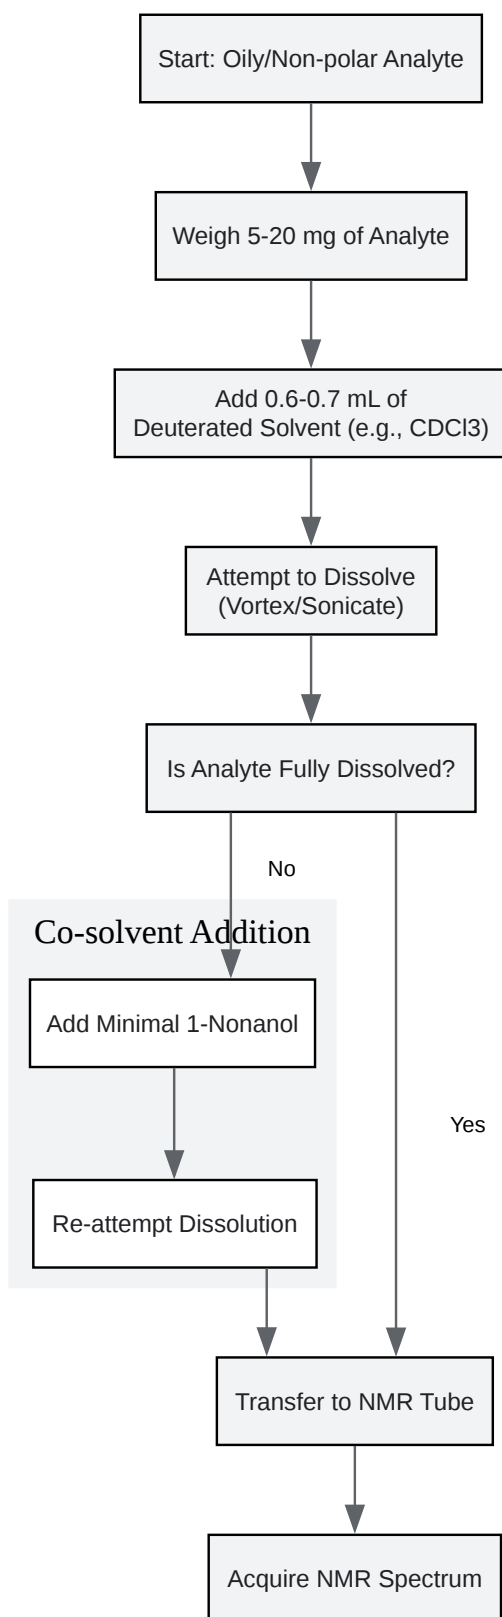 Start: Oily/Non-polar Analyte
Weigh 5-20 mg of Analyte
Add 0.6-0.7 mL of
Deuterated Solvent (e.g., CDCl3)
Attempt to Dissolve
(Vortex/Sonicate)
Is Analyte Fully Dissolved?
No
Co-solvent Addition
Add Minimal 1-Nonanol
Yes
Re-attempt Dissolution
Transfer to NMR Tube
Acquire NMR Spectrum